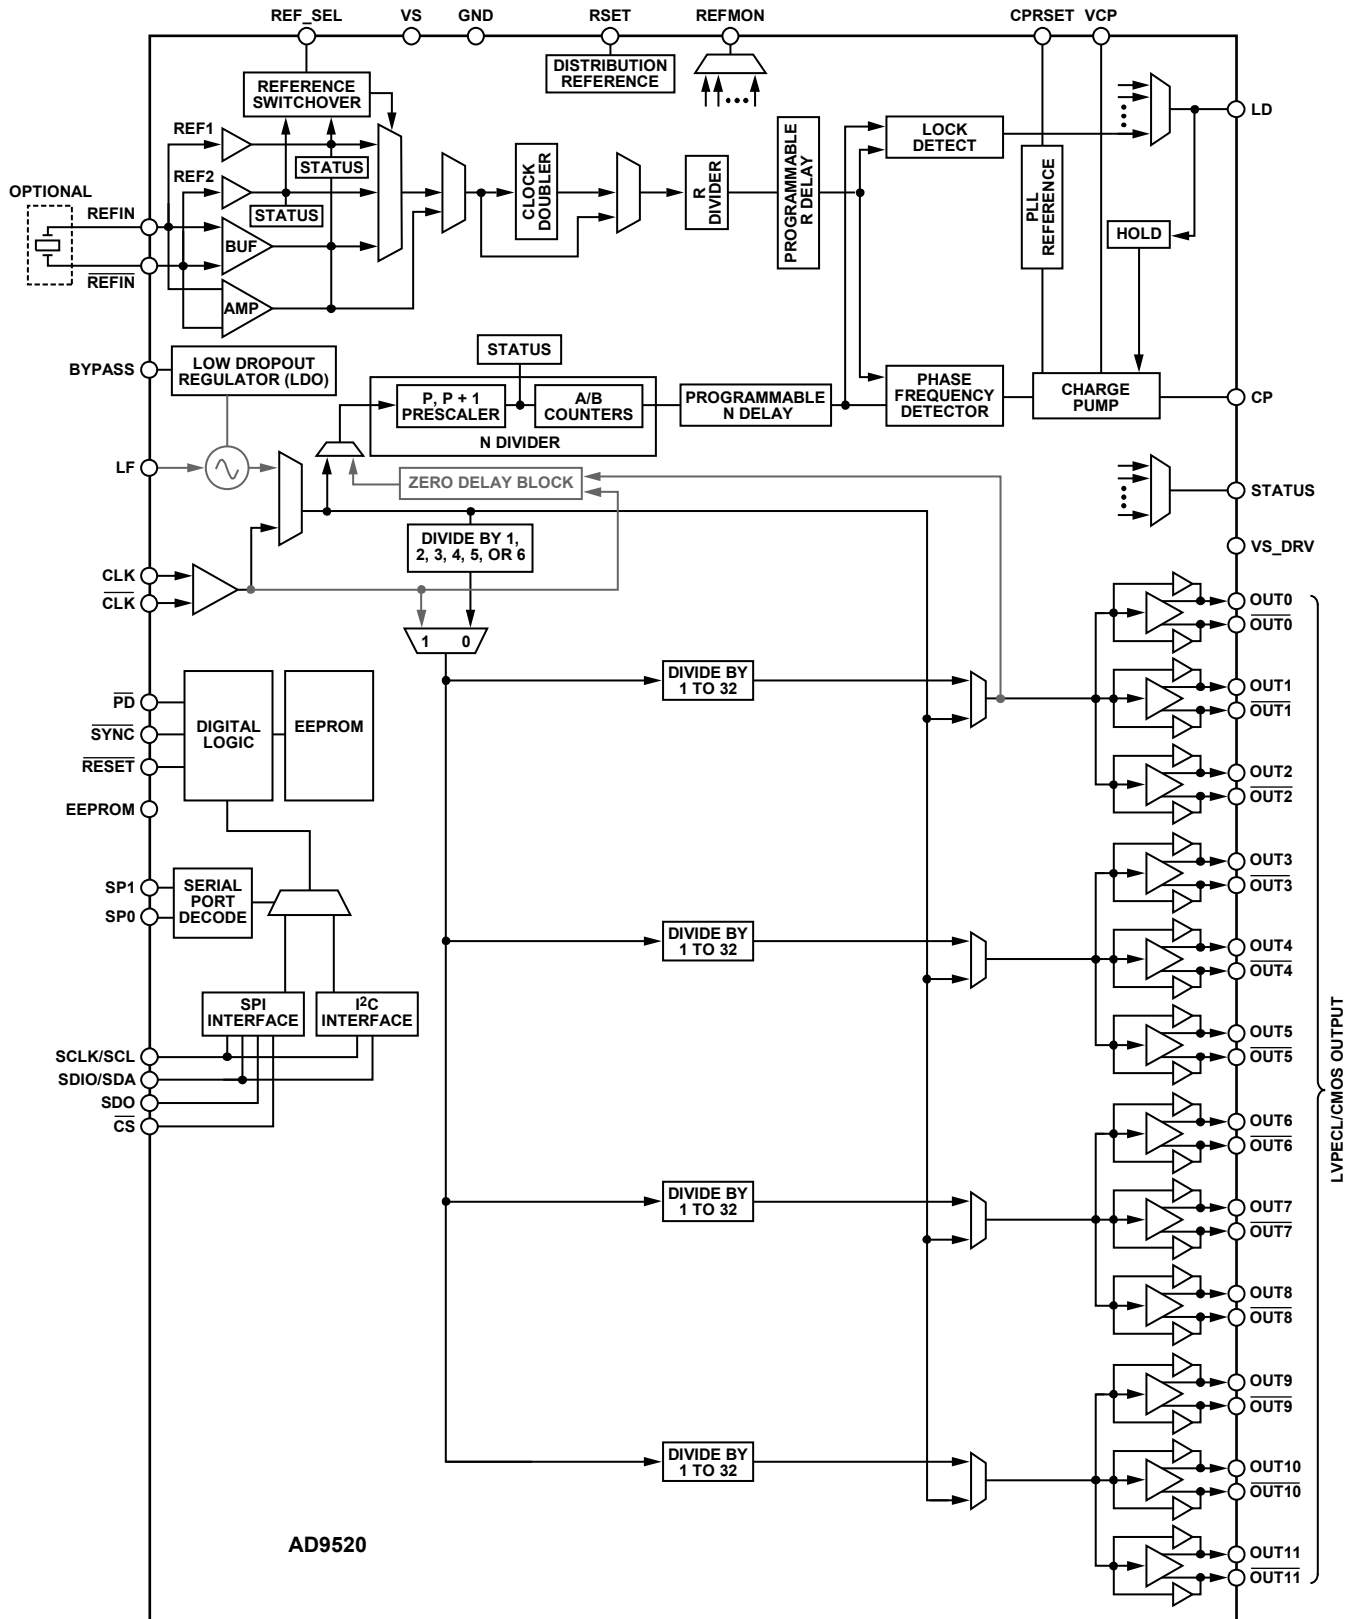 REF_SEL
VS
GND
RSET
REFMON
CPRSET
VCP
REFERENCE
SWITCHOVER
DISTRIBUTION
REFERENCE
REF1
REF2
STATUS
STATUS
OPTIONAL
REFIN
REFIN
BUF
AMP
CLOCK
DOUBLER
R
DIVIDER
PROGRAMMABLE
R DELAY
LOCK
DETECT
PLL
REFERENCE
LD
HOLD
BYPASS
LOW DROPOUT
REGULATOR (LDO)
STATUS
P, P + 1
PRESCALER
A/B
COUNTERS
N DIVIDER
PROGRAMMABLE
N DELAY
PHASE
FREQUENCY
DETECTOR
CHARGE
PUMP
CP
LF
ZERO DELAY BLOCK
STATUS
DIVIDE BY 1,
2, 3, 4, 5, OR 6
VS_DRV
CLK
CLK
1 0
OUT0
OUT0
DIVIDE BY
1 TO 32
OUT1
OUT1
PD
SYNC
RESET
DIGITAL
LOGIC
EEPROM
EEPROM
OUT2
OUT2
SP1
SP0
SERIAL
PORT
DECODE
OUT3
OUT3
DIVIDE BY
1 TO 32
OUT4
OUT4
SPI
INTERFACE
I²C
INTERFACE
OUT5
OUT5
SCLK/SCL
SDIO/SDA
SDO
CS
OUT6
OUT6
LVPECL/CMOS OUTPUT
DIVIDE BY
1 TO 32
OUT7
OUT7
OUT8
OUT8
OUT9
OUT9
DIVIDE BY
1 TO 32
OUT10
OUT10
AD9520
OUT11
OUT11